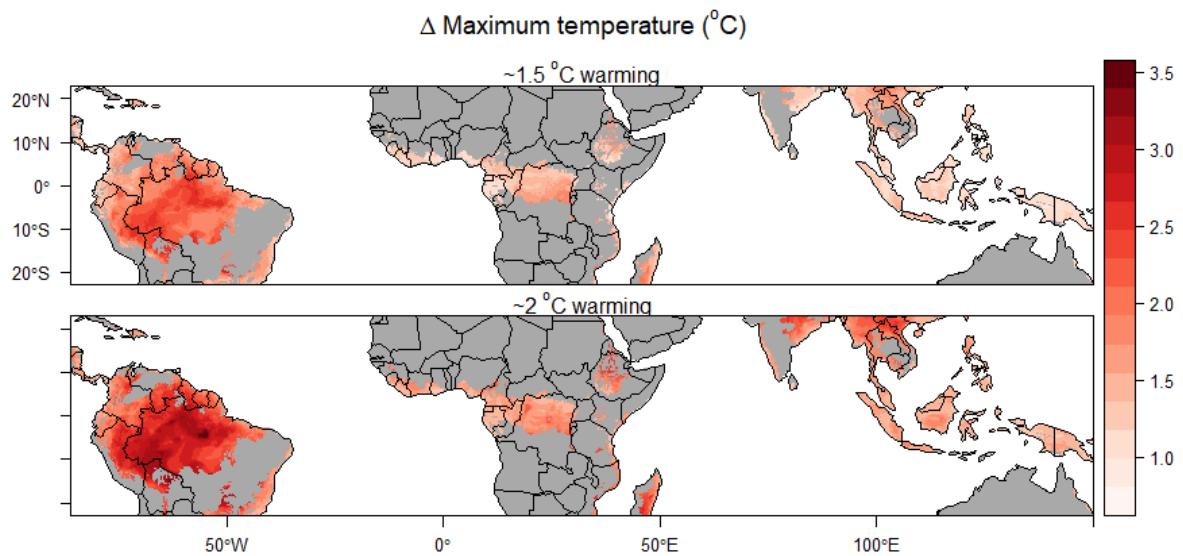 Δ Maximum temperature (°C)
~1.5 °C warming
20°N
10°N
0°
10°S
20°S
~2 °C warming
50°W 0° 50°E 100°E
3.5
3.0
2.5
2.0
1.5
1.0